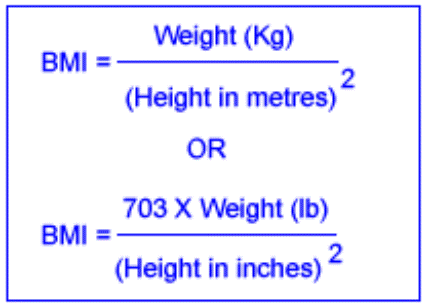 Weight (Kg)
BMI =
(Height in metres) 2
OR
703 X Weight (lb)
BMI =
(Height in inches) 2